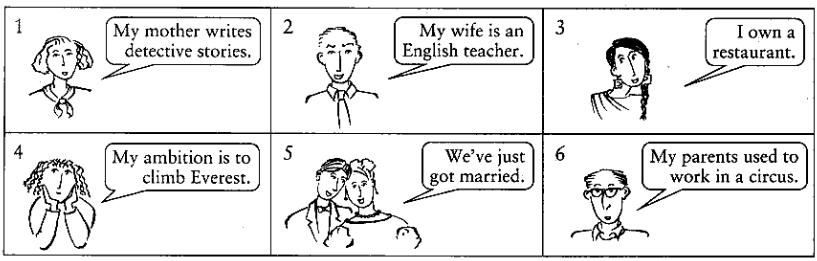 1
My mother writes
detective stories.
2
My wife is an
English teacher.
3
I own a
restaurant.
4
My ambition is to
climb Everest.
5
We've just
got married.
6
My parents used to
work in a circus.